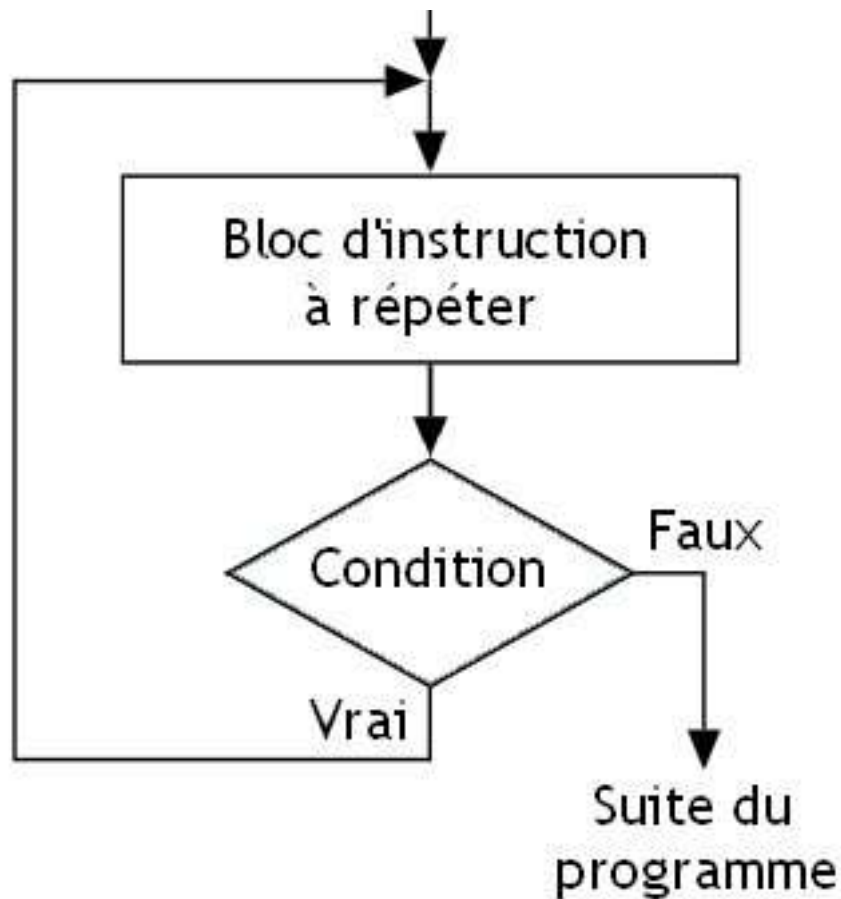 Bloc d'instruction
à répéter
Condition
Faux
Vrai
Suite du
programme